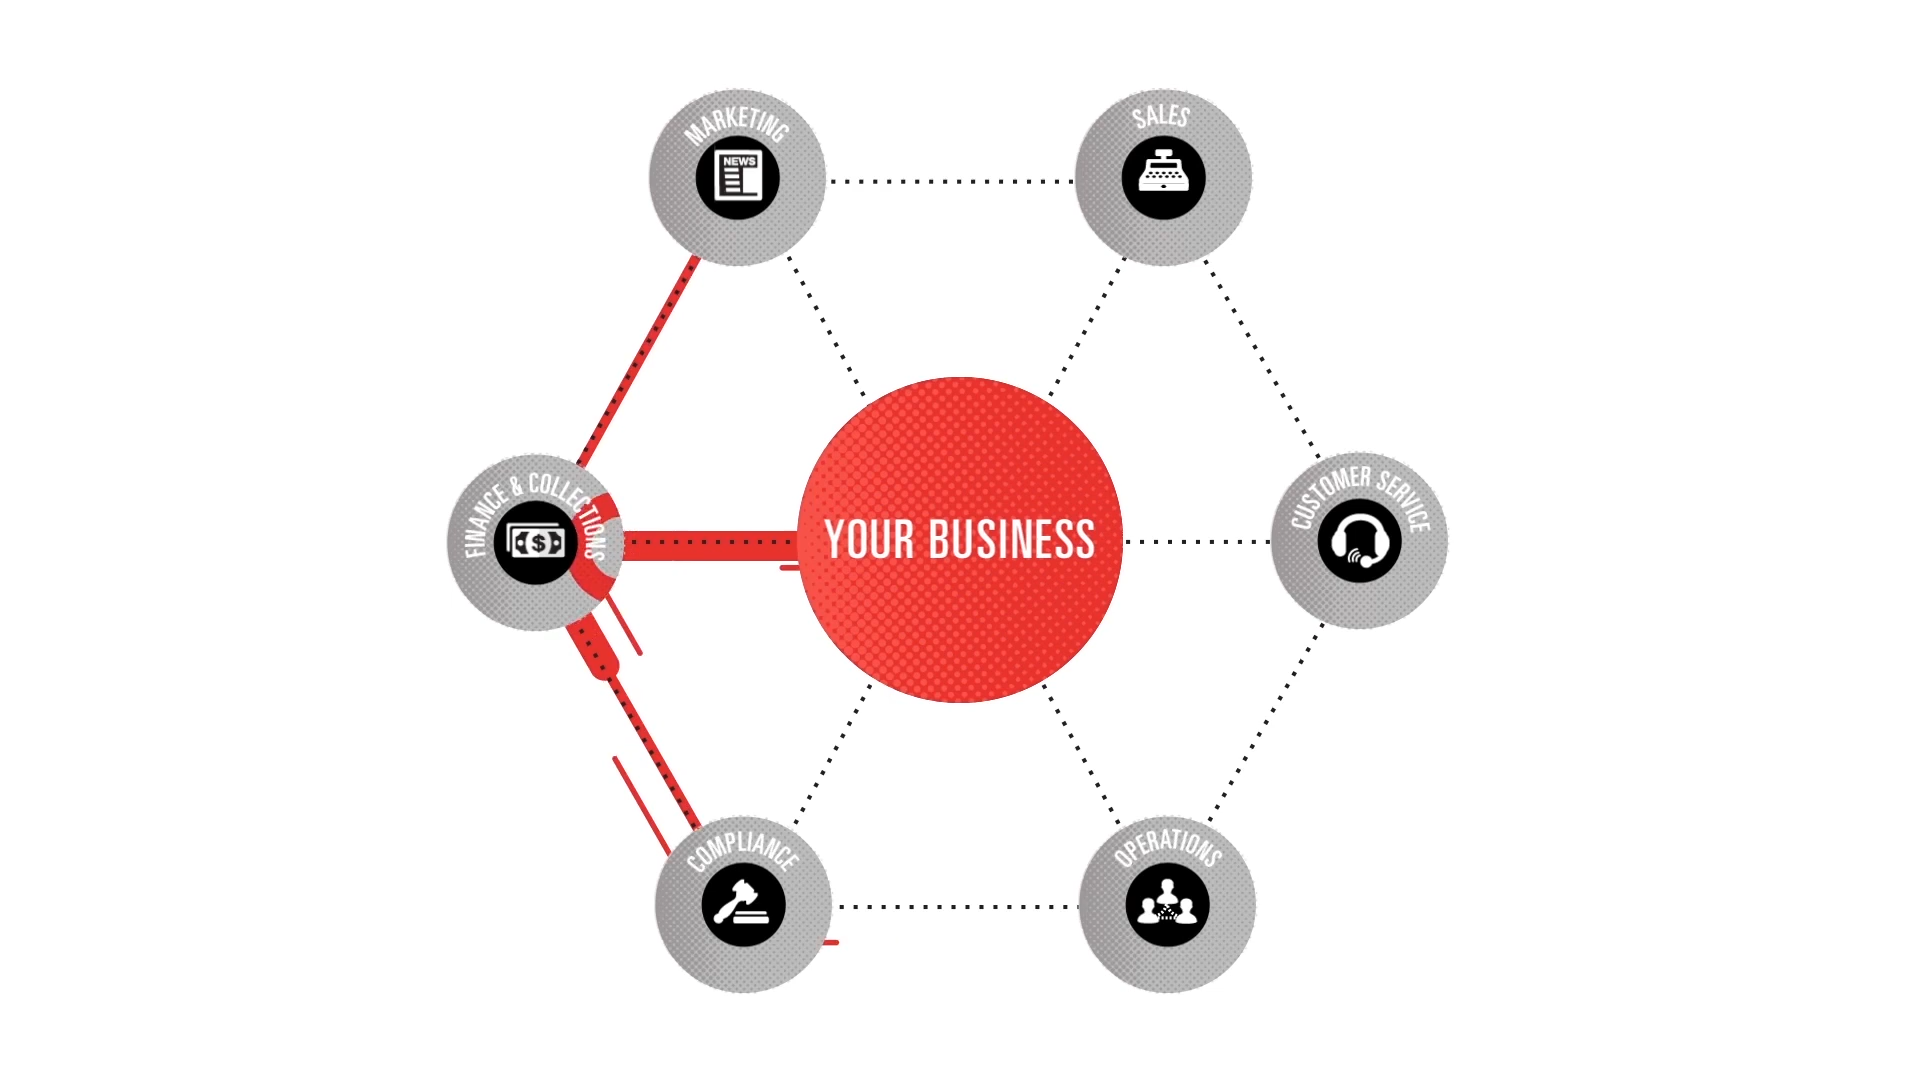 MARKETING
NEWS
SALES
FINANCE & COLLECTIONS
$
YOUR BUSINESS
CUSTOMER SERVICE
COMPLIANCE
OPERATIONS